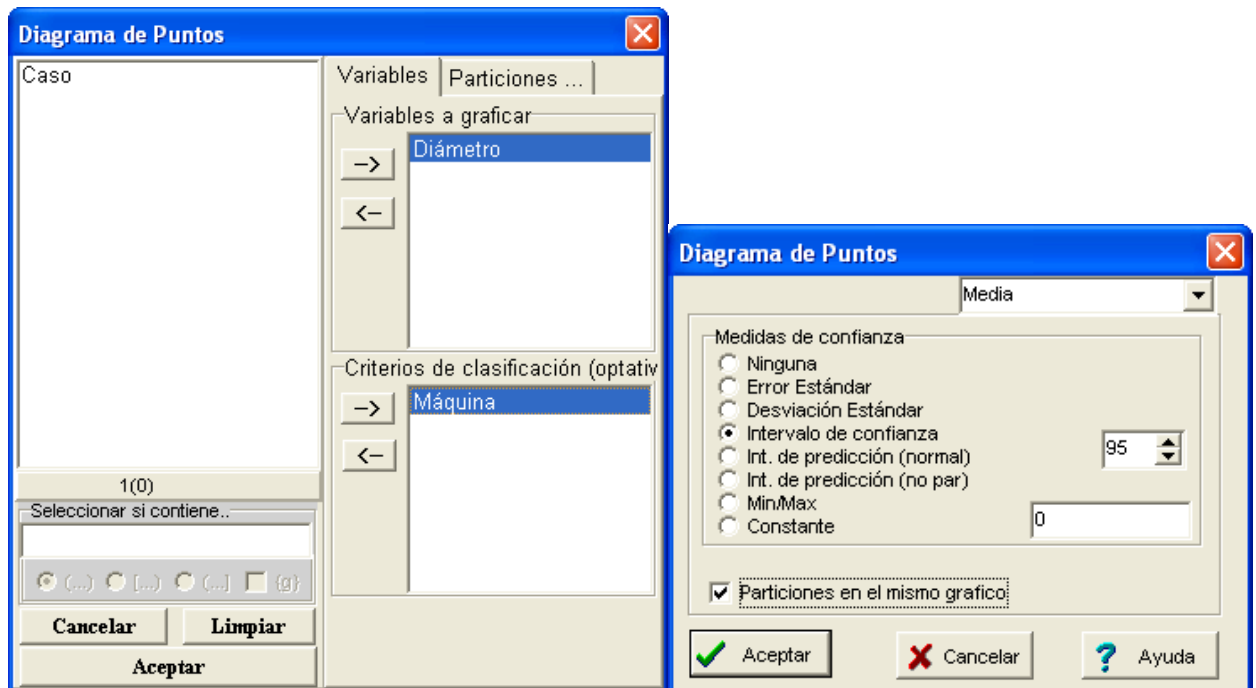 Diagrama de Puntos
Caso
1(0)
Seleccionar si contiene..
(...) [...) (...] {g}
Cancelar Limpiar
Aceptar
Variables Particiones ...
Variables a graficar
-->
Diámetro
<--
Criterios de clasificación (optativ
-->
Máquina
<--
Diagrama de Puntos
Media
Medidas de confianza
Ninguna
Error Estándar
Desviación Estándar
Intervalo de confianza
95
Int. de predicción (normal)
Int. de predicción (no par)
Min/Max
Constante
0
Particiones en el mismo grafico
Aceptar Cancelar ? Ayuda